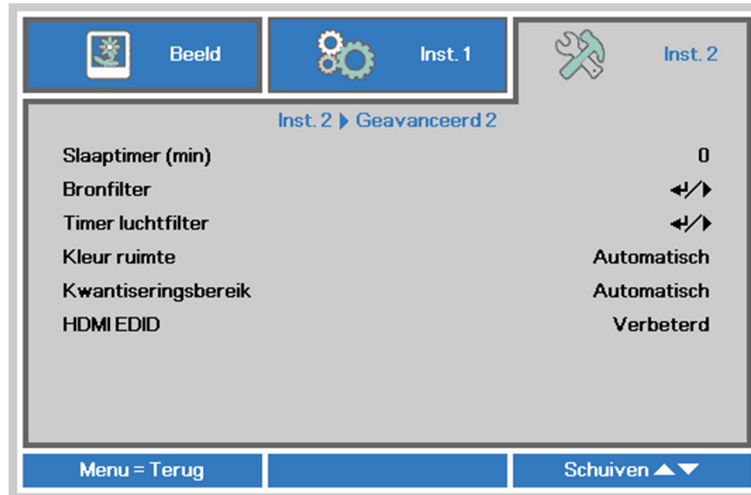 Beeld Inst. 1 Inst. 2
Inst. 2 Geavanceerd 2
Slaaptimer (min) 0
Bronfilter
Timer luchtfilter
Kleur ruimte Automatisch
Kwantiseringsbereik Automatisch
HDMI EDID Verbeterd
Menu = Terug Schuiven